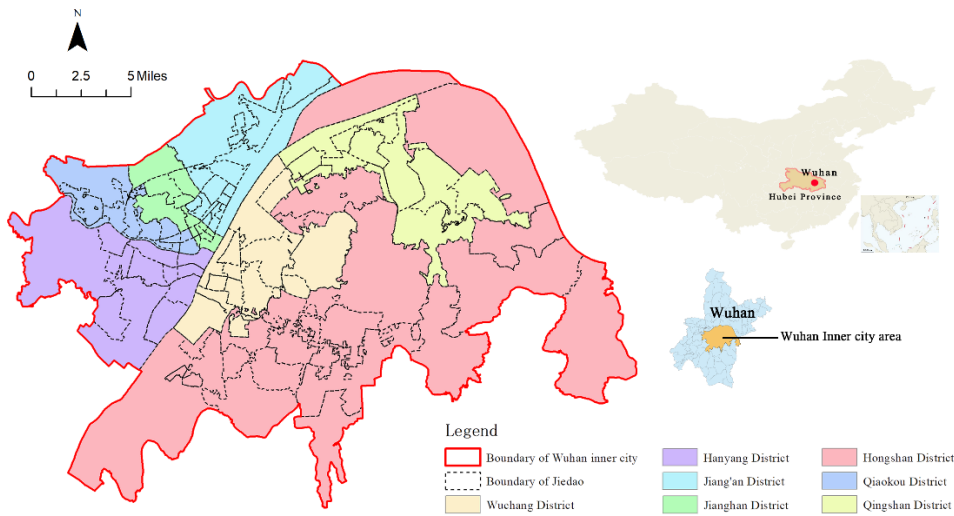 N
0 2.5 5 Miles
Wuhan
Hubei Province
Wuhan
Wuhan Inner city area
Legend
Boundary of Wuhan inner city
Boundary of Jiedao
Wuchang District
Hanyang District
Jiang'an District
Jianghan District
Hongshan District
Qiaokou District
Qingshan District